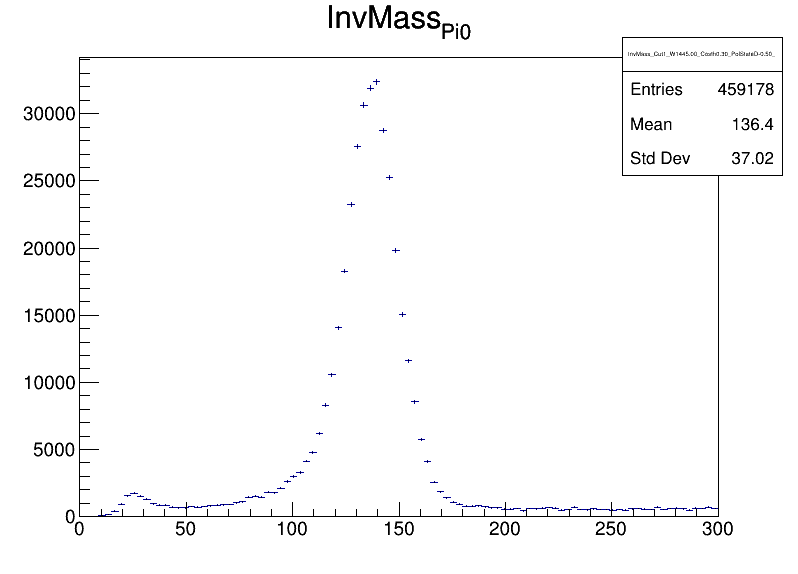 InvMass_Pi0
InvMass_Cut1_W1445.00_Costh0.30_PolStateD-0.50_
Entries 459178
Mean 136.4
Std Dev 37.02
30000
25000
20000
15000
10000
5000
0
0 50 100 150 200 250 300